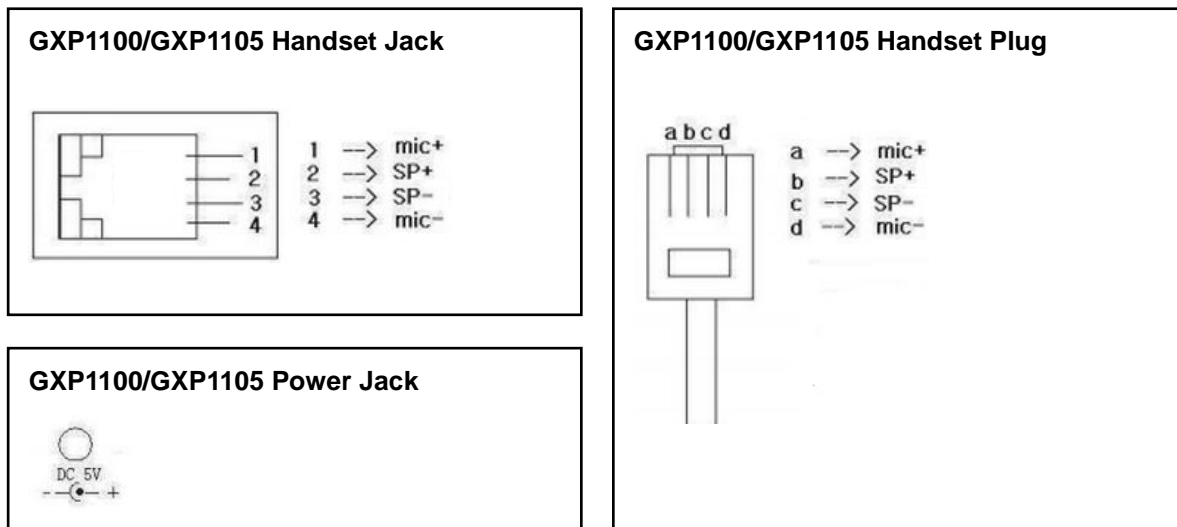 GXP1100/GXP1105 Handset Jack
1
2
3
4
1 --> mic+
2 --> SP+
3 --> SP-
4 --> mic-
GXP1100/GXP1105 Power Jack
DC 5V
- +
GXP1100/GXP1105 Handset Plug
a b c d
a --> mic+
b --> SP+
c --> SP-
d --> mic-